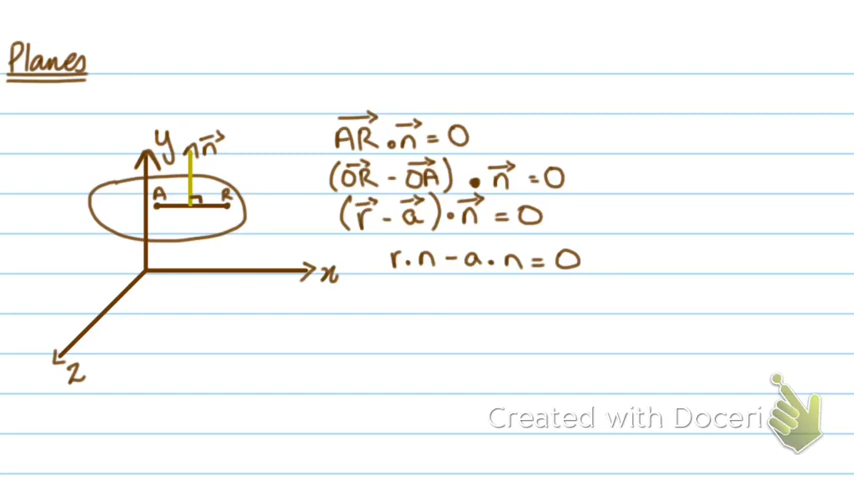 Planes
y
n⃗
A R
x
z
AR⃗ • n⃗ = 0
(OR⃗ - OA⃗) • n⃗ = 0
(r⃗ - a⃗) • n⃗ = 0
r • n - a • n = 0
Created with Doceri